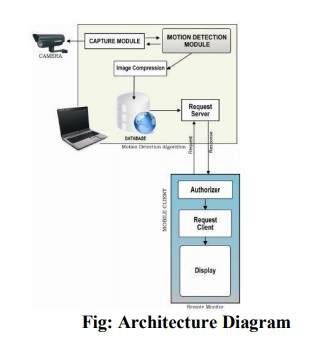 CAPTURE MODULE
MOTION DETECTION
MODULE
CAMERA
Image Compression
Request
Server
DATABASE
Motion Detection Algorithm
Request
Response
MOBILE CLIENT
Authorizer
Request
Client
Display
Remote Monitor
Fig: Architecture Diagram